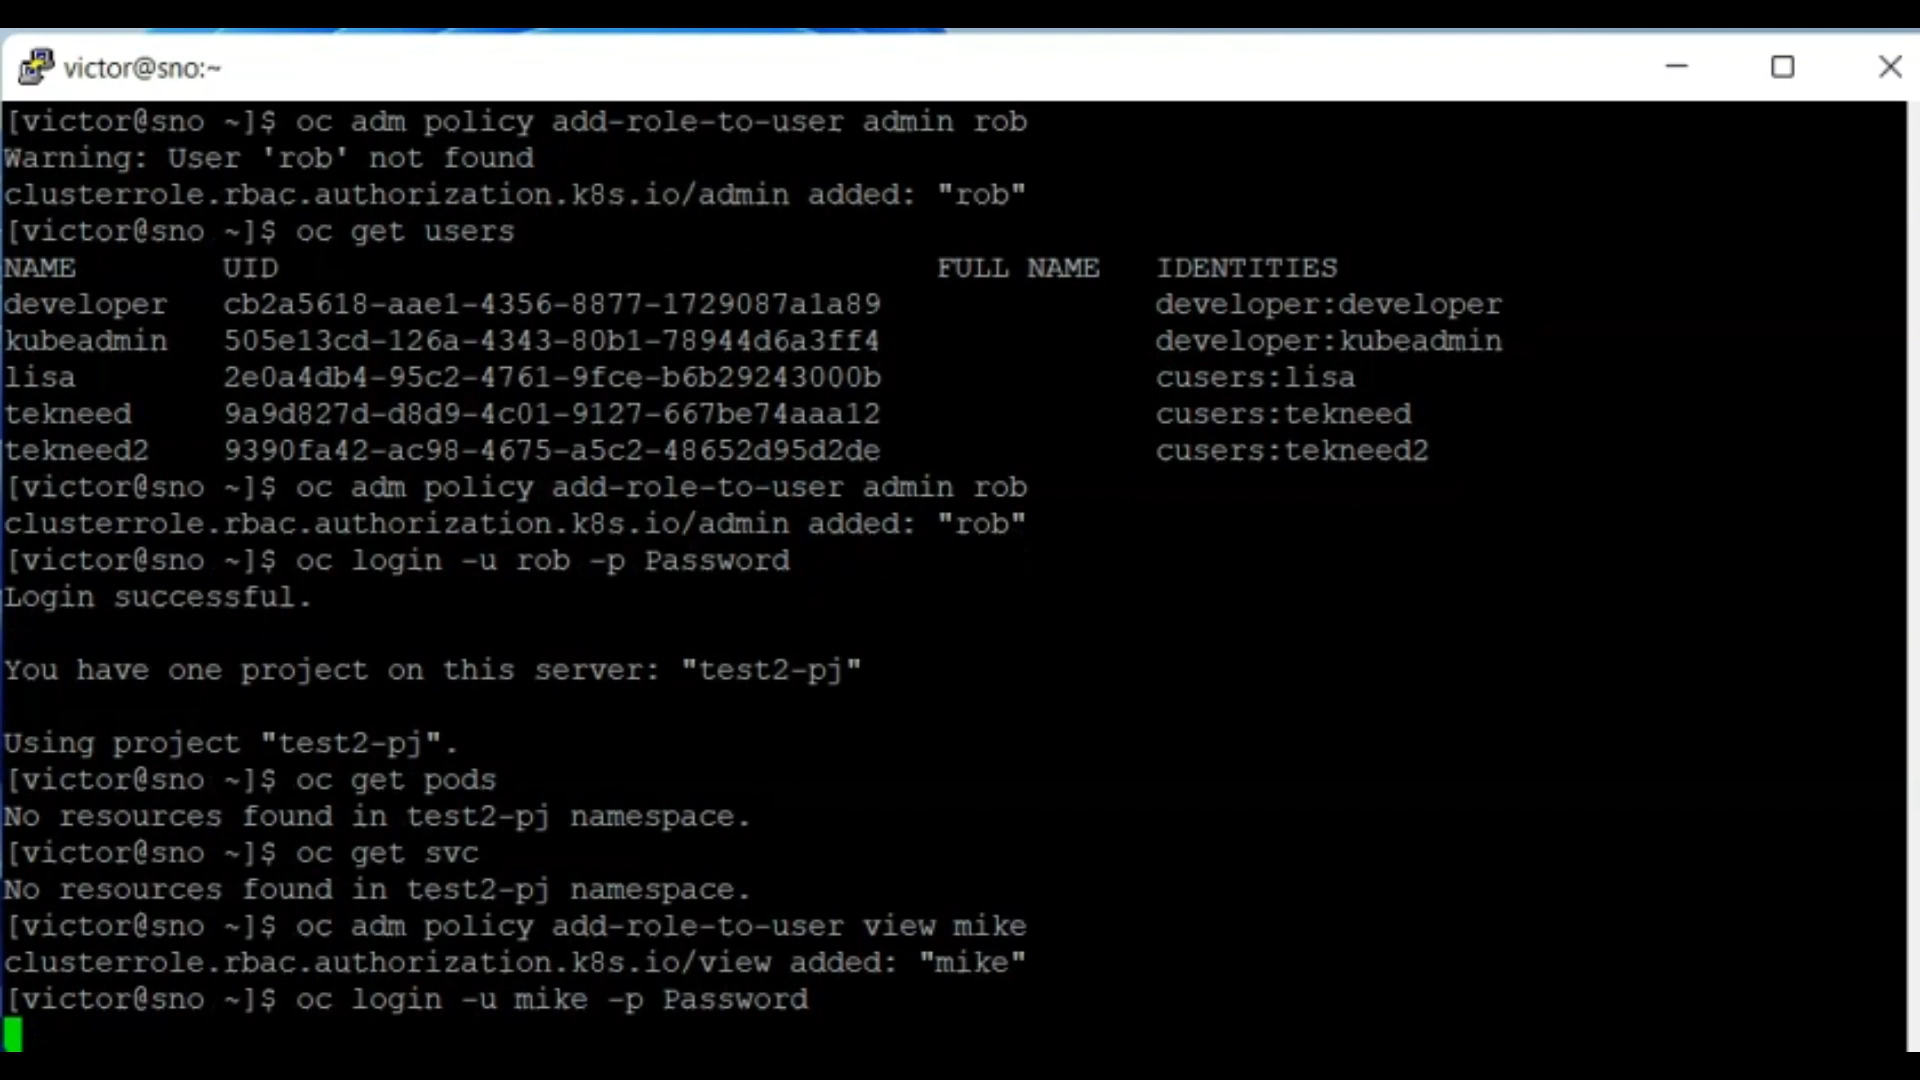 victor@sno:~
[victor@sno ~]$ oc adm policy add-role-to-user admin rob
Warning: User 'rob' not found
clusterrole.rbac.authorization.k8s.io/admin added: "rob"
[victor@sno ~]$ oc get users
NAME UID FULL NAME IDENTITIES
developer cb2a5618-aae1-4356-8877-1729087a1a89 developer:developer
kubeadmin 505e13cd-126a-4343-80b1-78944d6a3ff4 developer:kubeadmin
lisa 2e0a4db4-95c2-4761-9fce-b6b29243000b cusers:lisa
tekneed 9a9d827d-d8d9-4c01-9127-667be74aaa12 cusers:tekneed
tekneed2 9390fa42-ac98-4675-a5c2-48652d95d2de cusers:tekneed2
[victor@sno ~]$ oc adm policy add-role-to-user admin rob
clusterrole.rbac.authorization.k8s.io/admin added: "rob"
[victor@sno ~]$ oc login -u rob -p Password
Login successful.
You have one project on this server: "test2-pj"
Using project "test2-pj".
[victor@sno ~]$ oc get pods
No resources found in test2-pj namespace.
[victor@sno ~]$ oc get svc
No resources found in test2-pj namespace.
[victor@sno ~]$ oc adm policy add-role-to-user view mike
clusterrole.rbac.authorization.k8s.io/view added: "mike"
[victor@sno ~]$ oc login -u mike -p Password